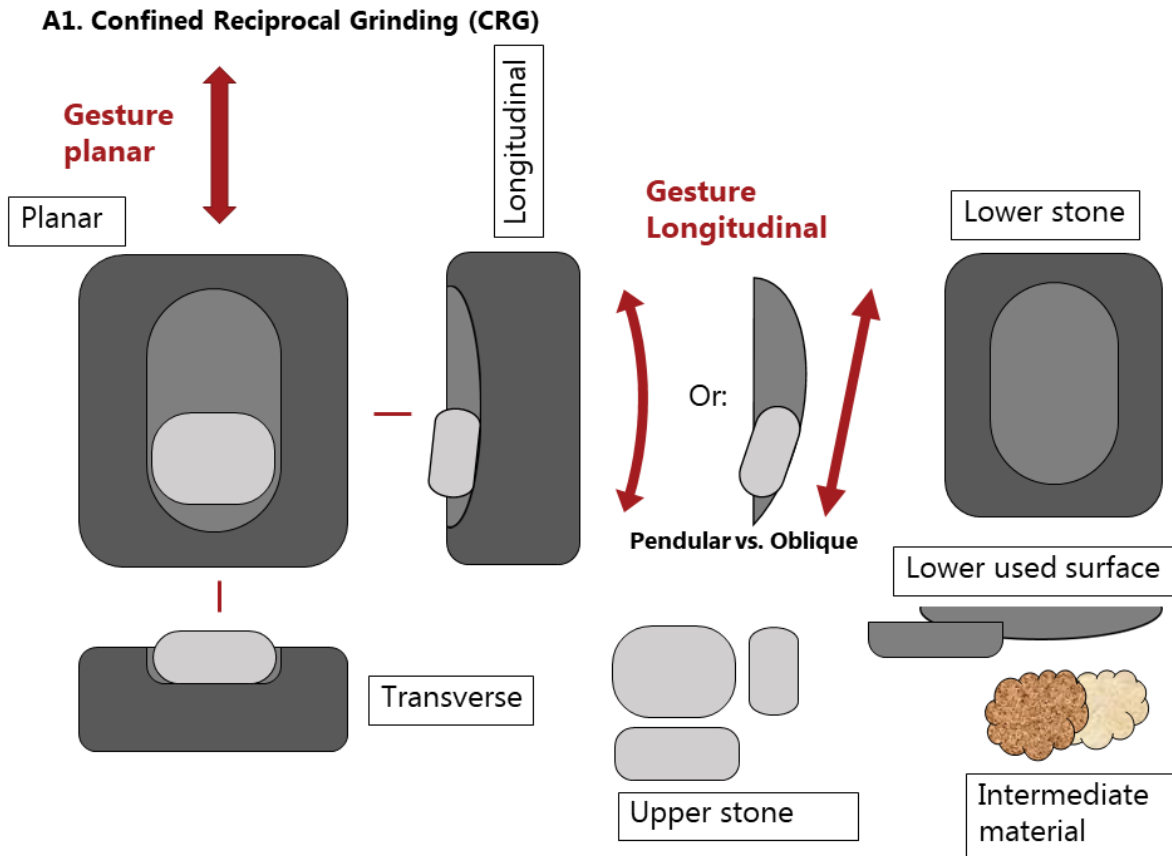 A1. Confined Reciprocal Grinding (CRG)
Gesture
planar
Longitudinal
Planar
Gesture
Longitudinal
Lower stone
Or:
Pendular vs. Oblique
Lower used surface
Transverse
Upper stone
Intermediate
material